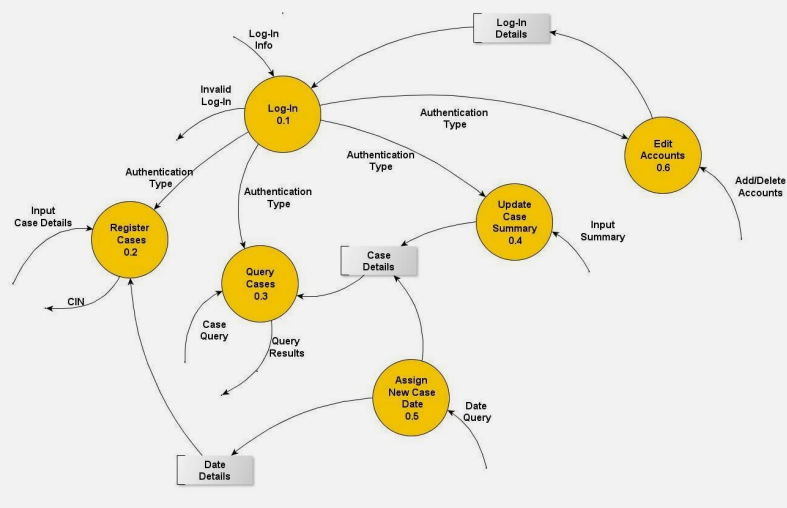 Log-In
Details
Log-In
Info
Invalid
Log-In
Log-In
0.1
Authentication
Type
Edit
Accounts
0.6
Authentication
Type
Authentication
Type
Authentication
Type
Add/Delete
Accounts
Input
Case Details
Register
Cases
0.2
Update
Case
Summary
0.4
Input
Summary
Case
Details
Query
Cases
0.3
CIN
Case
Query
Query
Results
Assign
New Case
Date
0.5
Date
Query
Date
Details